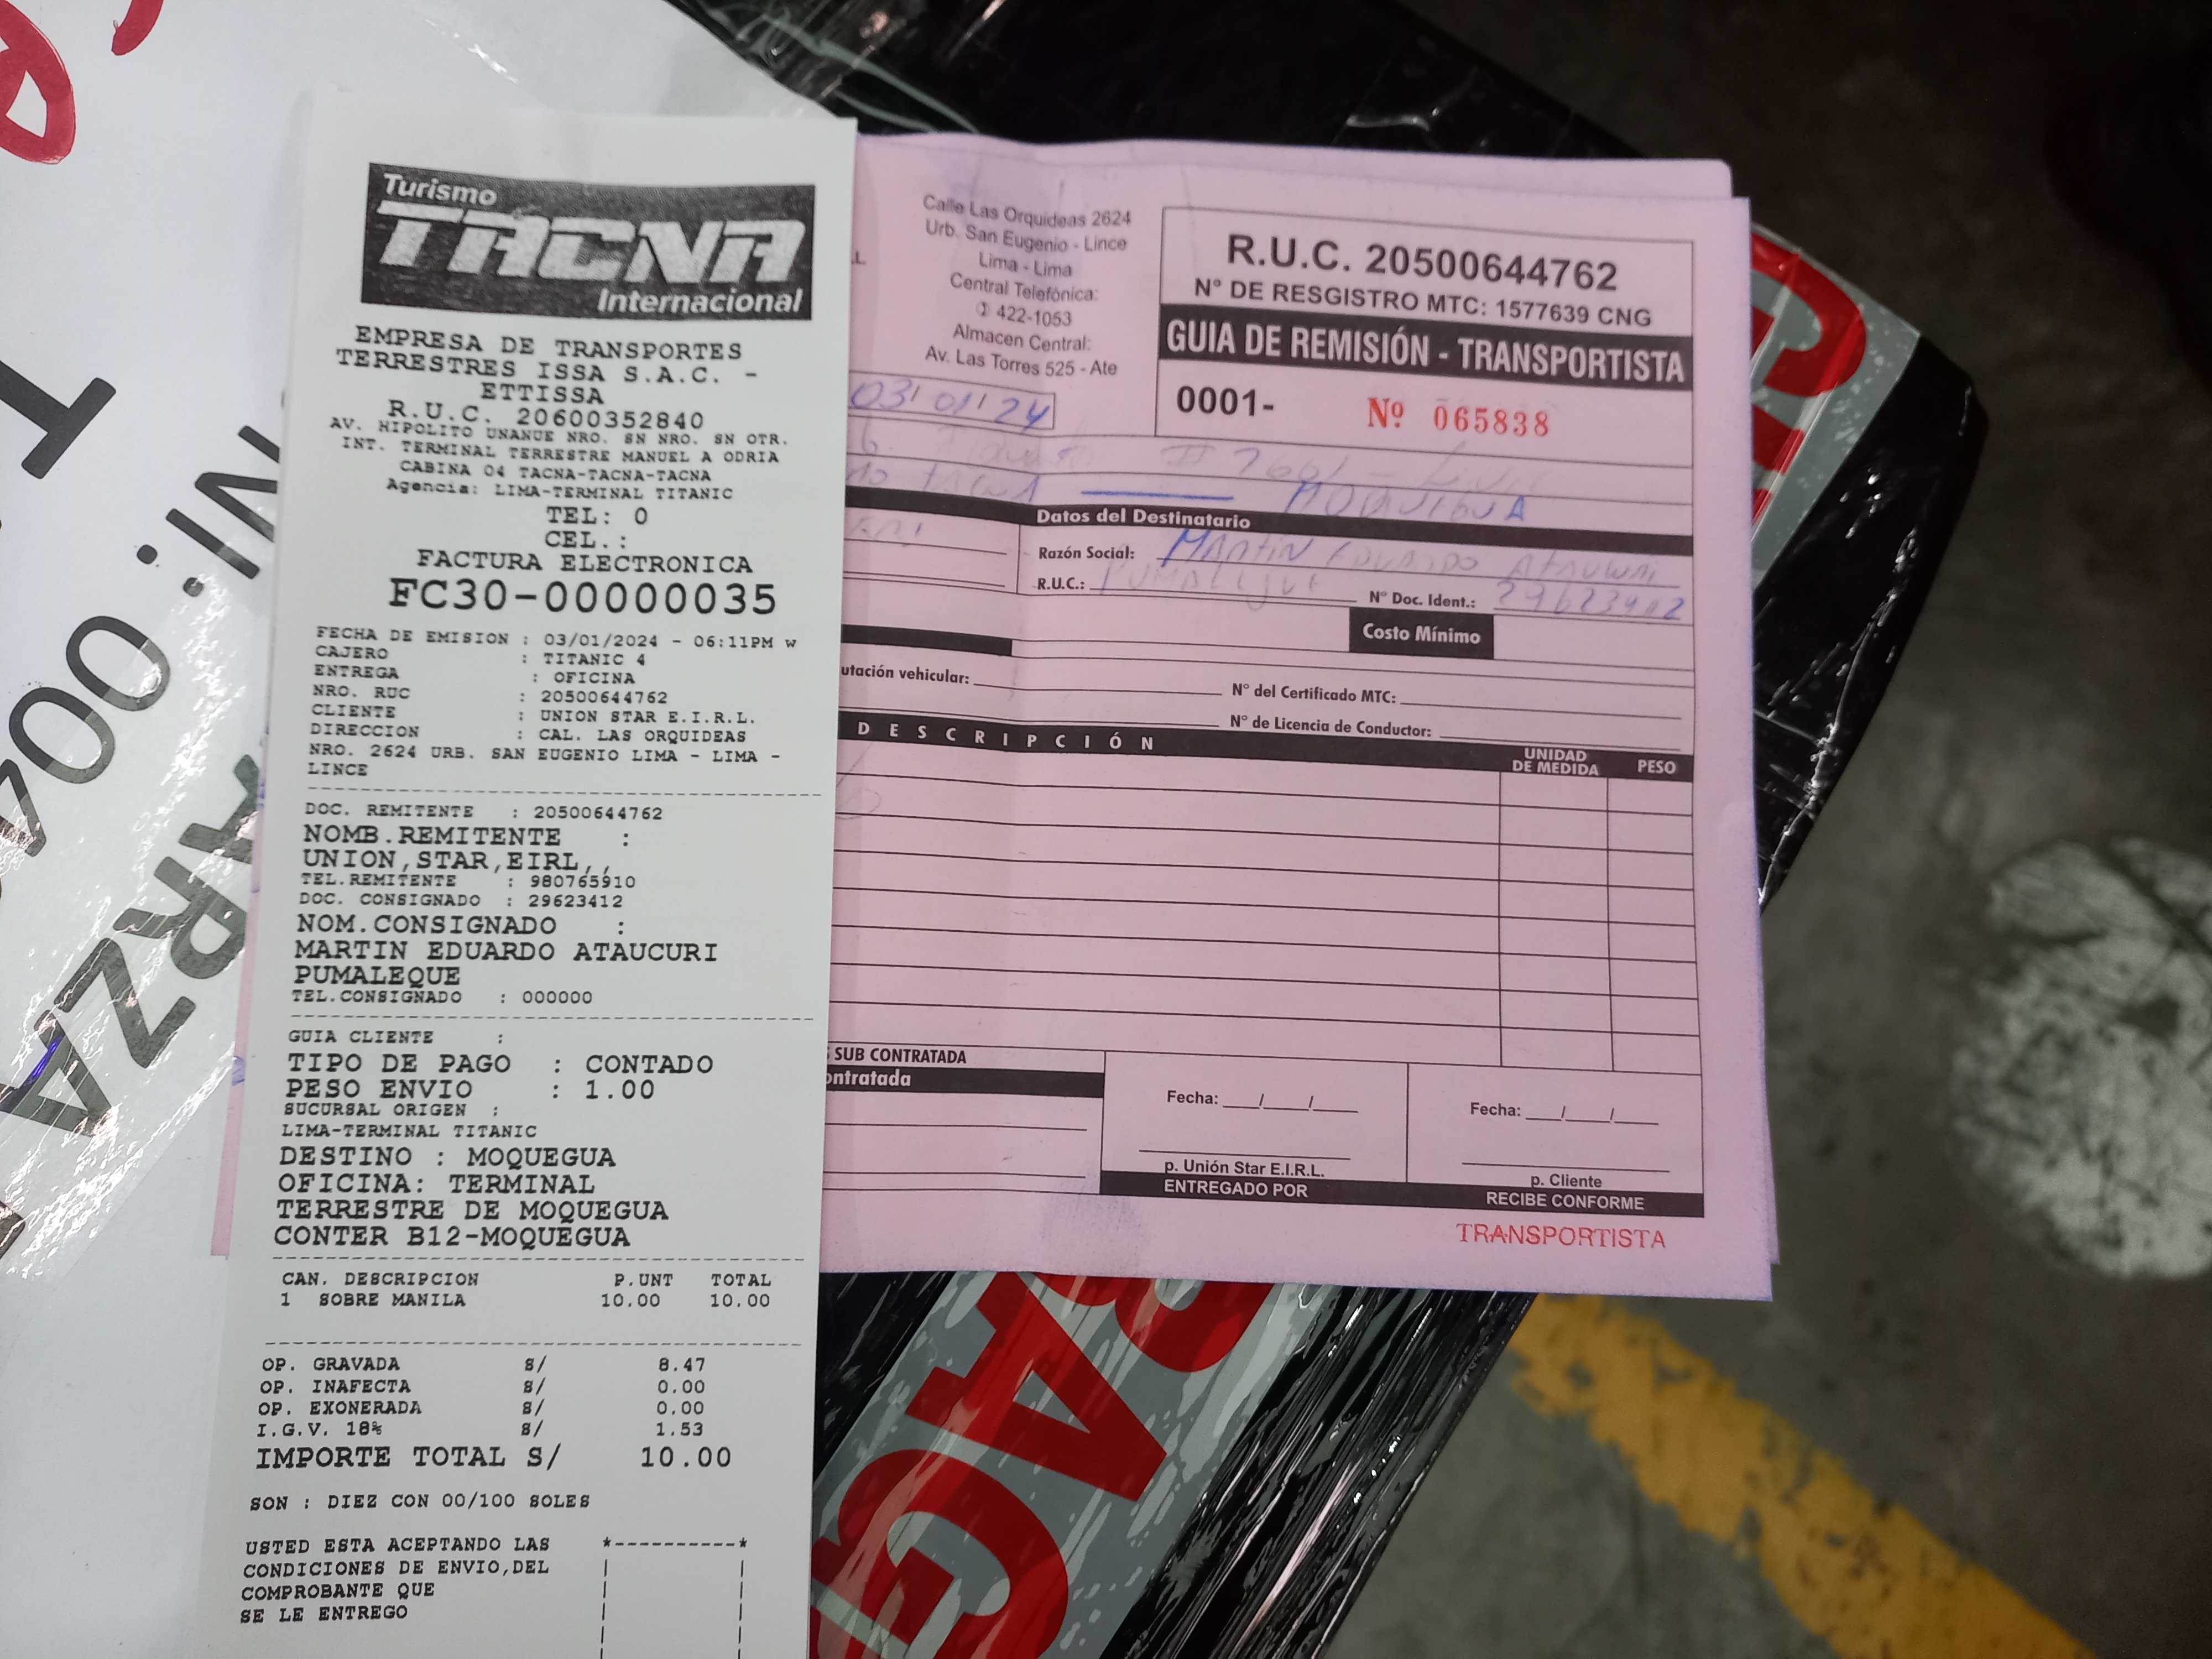 Turismo
TACNA
Internacional
EMPRESA DE TRANSPORTES
TERRESTRES ISSA S.A.C. -
ETTISSA
R.U.C. 20600352840
AV. HIPOLITO UNANUE NRO. SN NRO. SN OTR.
INT. TERMINAL TERRESTRE MANUEL A ODRIA
CABINA 04 TACNA-TACNA-TACNA
Agencia: LIMA-TERMINAL TITANIC
TEL: 0
CEL.:
FACTURA ELECTRONICA
FC30-00000035
FECHA DE EMISION : 03/01/2024 - 06:11PM w
CAJERO : TITANIC 4
ENTREGA : OFICINA
NRO. RUC : 20500644762
CLIENTE : UNION STAR E.I.R.L.
DIRECCION : CAL. LAS ORQUIDEAS
NRO. 2624 URB. SAN EUGENIO LIMA - LIMA -
LINCE
DOC. REMITENTE : 20500644762
NOMB.REMITENTE :
UNION,STAR,EIRL,,
TEL.REMITENTE : 980765910
DOC. CONSIGNADO : 29623412
NOM.CONSIGNADO :
MARTIN EDUARDO ATAUCURI
PUMALEQUE
TEL.CONSIGNADO : 000000
GUIA CLIENTE :
TIPO DE PAGO : CONTADO
PESO ENVIO : 1.00
SUCURSAL ORIGEN :
LIMA-TERMINAL TITANIC
DESTINO : MOQUEGUA
OFICINA: TERMINAL
TERRESTRE DE MOQUEGUA
CONTER B12-MOQUEGUA
CAN. DESCRIPCION P.UNT TOTAL
1 SOBRE MANILA 10.00 10.00
OP. GRAVADA S/ 8.47
OP. INAFECTA S/ 0.00
OP. EXONERADA S/ 0.00
I.G.V. 18% S/ 1.53
IMPORTE TOTAL S/ 10.00
SON : DIEZ CON 00/100 SOLES
USTED ESTA ACEPTANDO LAS
CONDICIONES DE ENVIO,DEL
COMPROBANTE QUE
SE LE ENTREGO
Calle Las Orquideas 2624
Urb. San Eugenio - Lince
Lima - Lima
Central Telefónica:
422-1053
Almacen Central:
Av. Las Torres 525 - Ate
R.U.C. 20500644762
N° DE RESGISTRO MTC: 1577639 CNG
GUIA DE REMISIÓN - TRANSPORTISTA
0001- Nº 065838
03 01 24
TACNA MOQUEGUA
Datos del Destinatario
Razón Social: MARTIN EDUARDO ATAUCURI
R.U.C.: N° Doc. Ident.: 29623412
Costo Mínimo
utación vehicular: N° del Certificado MTC:
N° de Licencia de Conductor:
DESCRIPCIÓN UNIDAD DE MEDIDA PESO
SUB CONTRATADA
ontratada
Fecha: __/__/__ Fecha: __/__/__
p. Unión Star E.I.R.L. p. Cliente
ENTREGADO POR RECIBE CONFORME
TRANSPORTISTA